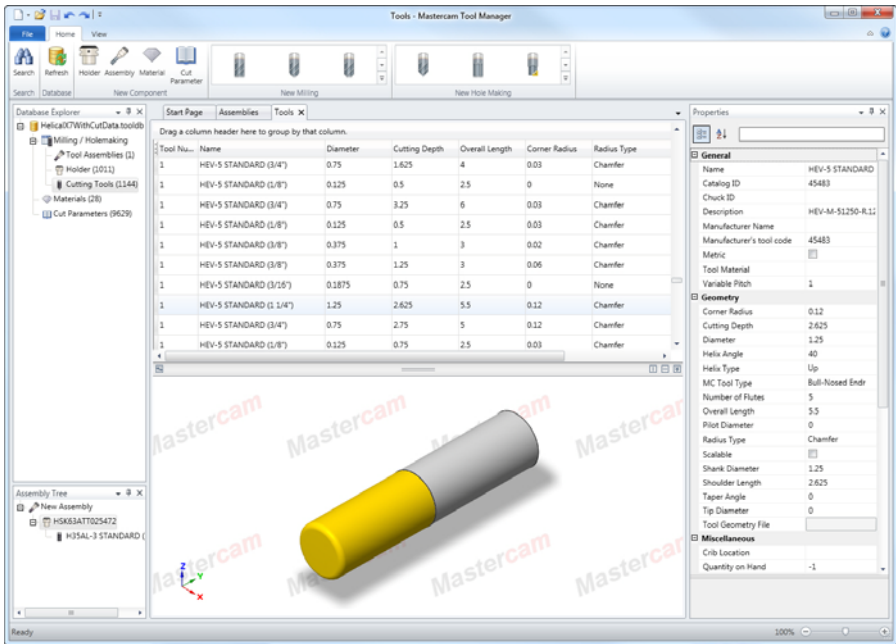 Tools - Mastercam Tool Manager
File Home View
Search Refresh Holder Assembly Material Cut Parameter
Search Database New Component New Milling New Hole Making
Database Explorer
HelicalX7WithCutData.tooldb
Milling / Holemaking
Tool Assemblies (1)
Holder (1011)
Cutting Tools (1144)
Materials (28)
Cut Parameters (9629)
Assembly Tree
New Assembly
HSK63ATT025472
H35AL-3 STANDARD (
Start Page Assemblies Tools
Drag a column header here to group by that column.
Tool Nu... Name Diameter Cutting Depth Overall Length Corner Radius Radius Type
1 HEV-5 STANDARD (3/4") 0.75 1.625 4 0.03 Chamfer
1 HEV-5 STANDARD (1/8") 0.125 0.5 2.5 0 None
1 HEV-5 STANDARD (3/4") 0.75 3.25 6 0.03 Chamfer
1 HEV-5 STANDARD (1/8") 0.125 0.5 2.5 0.03 Chamfer
1 HEV-5 STANDARD (3/8") 0.375 1 3 0.02 Chamfer
1 HEV-5 STANDARD (3/8") 0.375 1.25 3 0.06 Chamfer
1 HEV-5 STANDARD (3/16") 0.1875 0.75 2.5 0 None
1 HEV-5 STANDARD (1 1/4") 1.25 2.625 5.5 0.12 Chamfer
1 HEV-5 STANDARD (3/4") 0.75 2.75 5 0.12 Chamfer
1 HEV-5 STANDARD (1/8") 0.125 0.75 2.5 0.03 Chamfer
Mastercam Mastercam Mastercam
Mastercam Mastercam Mastercam
Z Y X
Properties
General
Name HEV-5 STANDARD
Catalog ID 45483
Chuck ID
Description HEV-M-51250-R.12
Manufacturer Name
Manufacturer's tool code 45483
Metric
Tool Material
Variable Pitch 1
Geometry
Corner Radius 0.12
Cutting Depth 2.625
Diameter 1.25
Helix Angle 40
Helix Type Up
MC Tool Type Bull-Nosed Endr
Number of Flutes 5
Overall Length 5.5
Pilot Diameter 0
Radius Type Chamfer
Scalable
Shank Diameter 1.25
Shoulder Length 2.625
Taper Angle 0
Tip Diameter 0
Tool Geometry File
Miscellaneous
Crib Location
Quantity on Hand -1
Ready 100%